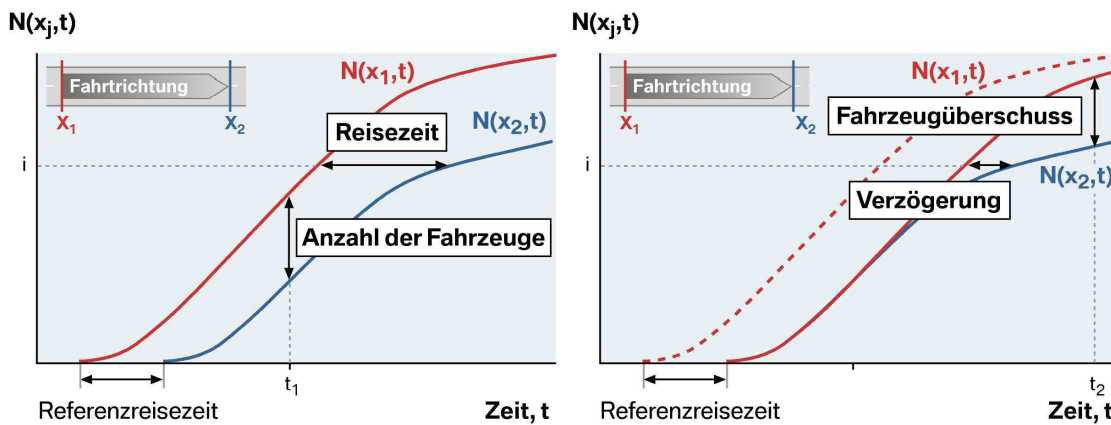 N(xj,t)
Fahrtrichtung
x1
x2
N(x1,t)
Reisezeit
N(x2,t)
i
Anzahl der Fahrzeuge
t1
Referenzreisezeit
Zeit, t
N(xj,t)
Fahrtrichtung
x1
x2
N(x1,t)
Fahrzeugüberschuss
i
N(x2,t)
Verzögerung
t2
Referenzreisezeit
Zeit, t